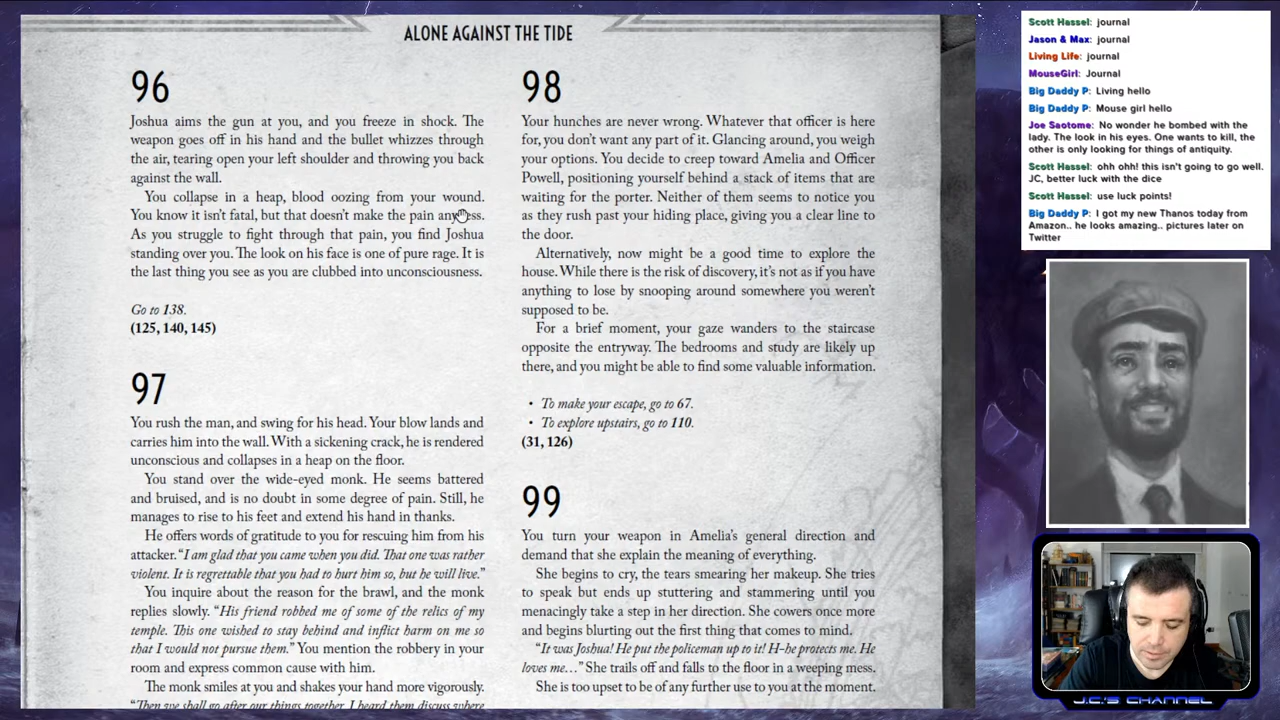 ALONE AGAINST THE TIDE
96
Joshua aims the gun at you, and you freeze in shock. The
weapon goes off in his hand and the bullet whizzes through
the air, tearing open your left shoulder and throwing you back
against the wall.
You collapse in a heap, blood oozing from your wound.
You know it isn't fatal, but that doesn't make the pain any less.
As you struggle to fight through that pain, you find Joshua
standing over you. The look on his face is one of pure rage. It is
the last thing you see as you are clubbed into unconsciousness.
Go to 138.
(125, 140, 145)
97
You rush the man, and swing for his head. Your blow lands and
carries him into the wall. With a sickening crack, he is rendered
unconscious and collapses in a heap on the floor.
You stand over the wide-eyed monk. He seems battered
and bruised, and is no doubt in some degree of pain. Still, he
manages to rise to his feet and extend his hand in thanks.
He offers words of gratitude to you for rescuing him from his
attacker. “I am glad that you came when you did. That one was rather
violent. It is regrettable that you had to hurt him so, but he will live.”
You inquire about the reason for the brawl, and the monk
replies slowly. “His friend robbed me of some of the relics of my
temple. This one wished to stay behind and inflict harm on me so
that I would not pursue them.” You mention the robbery in your
room and express common cause with him.
The monk smiles at you and shakes your hand more vigorously.
“Then we shall go after our things together. I heard them discuss where
98
Your hunches are never wrong. Whatever that officer is here
for, you don't want any part of it. Glancing around, you weigh
your options. You decide to creep toward Amelia and Officer
Powell, positioning yourself behind a stack of items that are
waiting for the porter. Neither of them seems to notice you
as they rush past your hiding place, giving you a clear line to
the door.
Alternatively, now might be a good time to explore the
house. While there is the risk of discovery, it's not as if you have
anything to lose by snooping around somewhere you weren't
supposed to be.
For a brief moment, your gaze wanders to the staircase
opposite the entryway. The bedrooms and study are likely up
there, and you might be able to find some valuable information.
• To make your escape, go to 67.
• To explore upstairs, go to 110.
(31, 126)
99
You turn your weapon in Amelia's general direction and
demand that she explain the meaning of everything.
She begins to cry, the tears smearing her makeup. She tries
to speak but ends up stuttering and stammering until you
menacingly take a step in her direction. She cowers once more
and begins blurting out the first thing that comes to mind.
“It was Joshua! He put the policeman up to it! H-he protects me. He
loves me…” She trails off and falls to the floor in a weeping mess.
She is too upset to be of any further use to you at the moment.
Scott Hassel: journal
Jason & Max: journal
Living Life: journal
MouseGirl: Journal
Big Daddy P: Living hello
Big Daddy P: Mouse girl hello
Joe Saotome: No wonder he bombed with the
lady. The look in his eyes. One wants to kill, the
other is only looking for things of antiquity.
Scott Hassel: ohh ohh! this isn't going to go well.
JC, better luck with the dice
Scott Hassel: use luck points!
Big Daddy P: I got my new Thanos today from
Amazon.. he looks amazing.. pictures later on
Twitter
J.C.'S CHANNEL